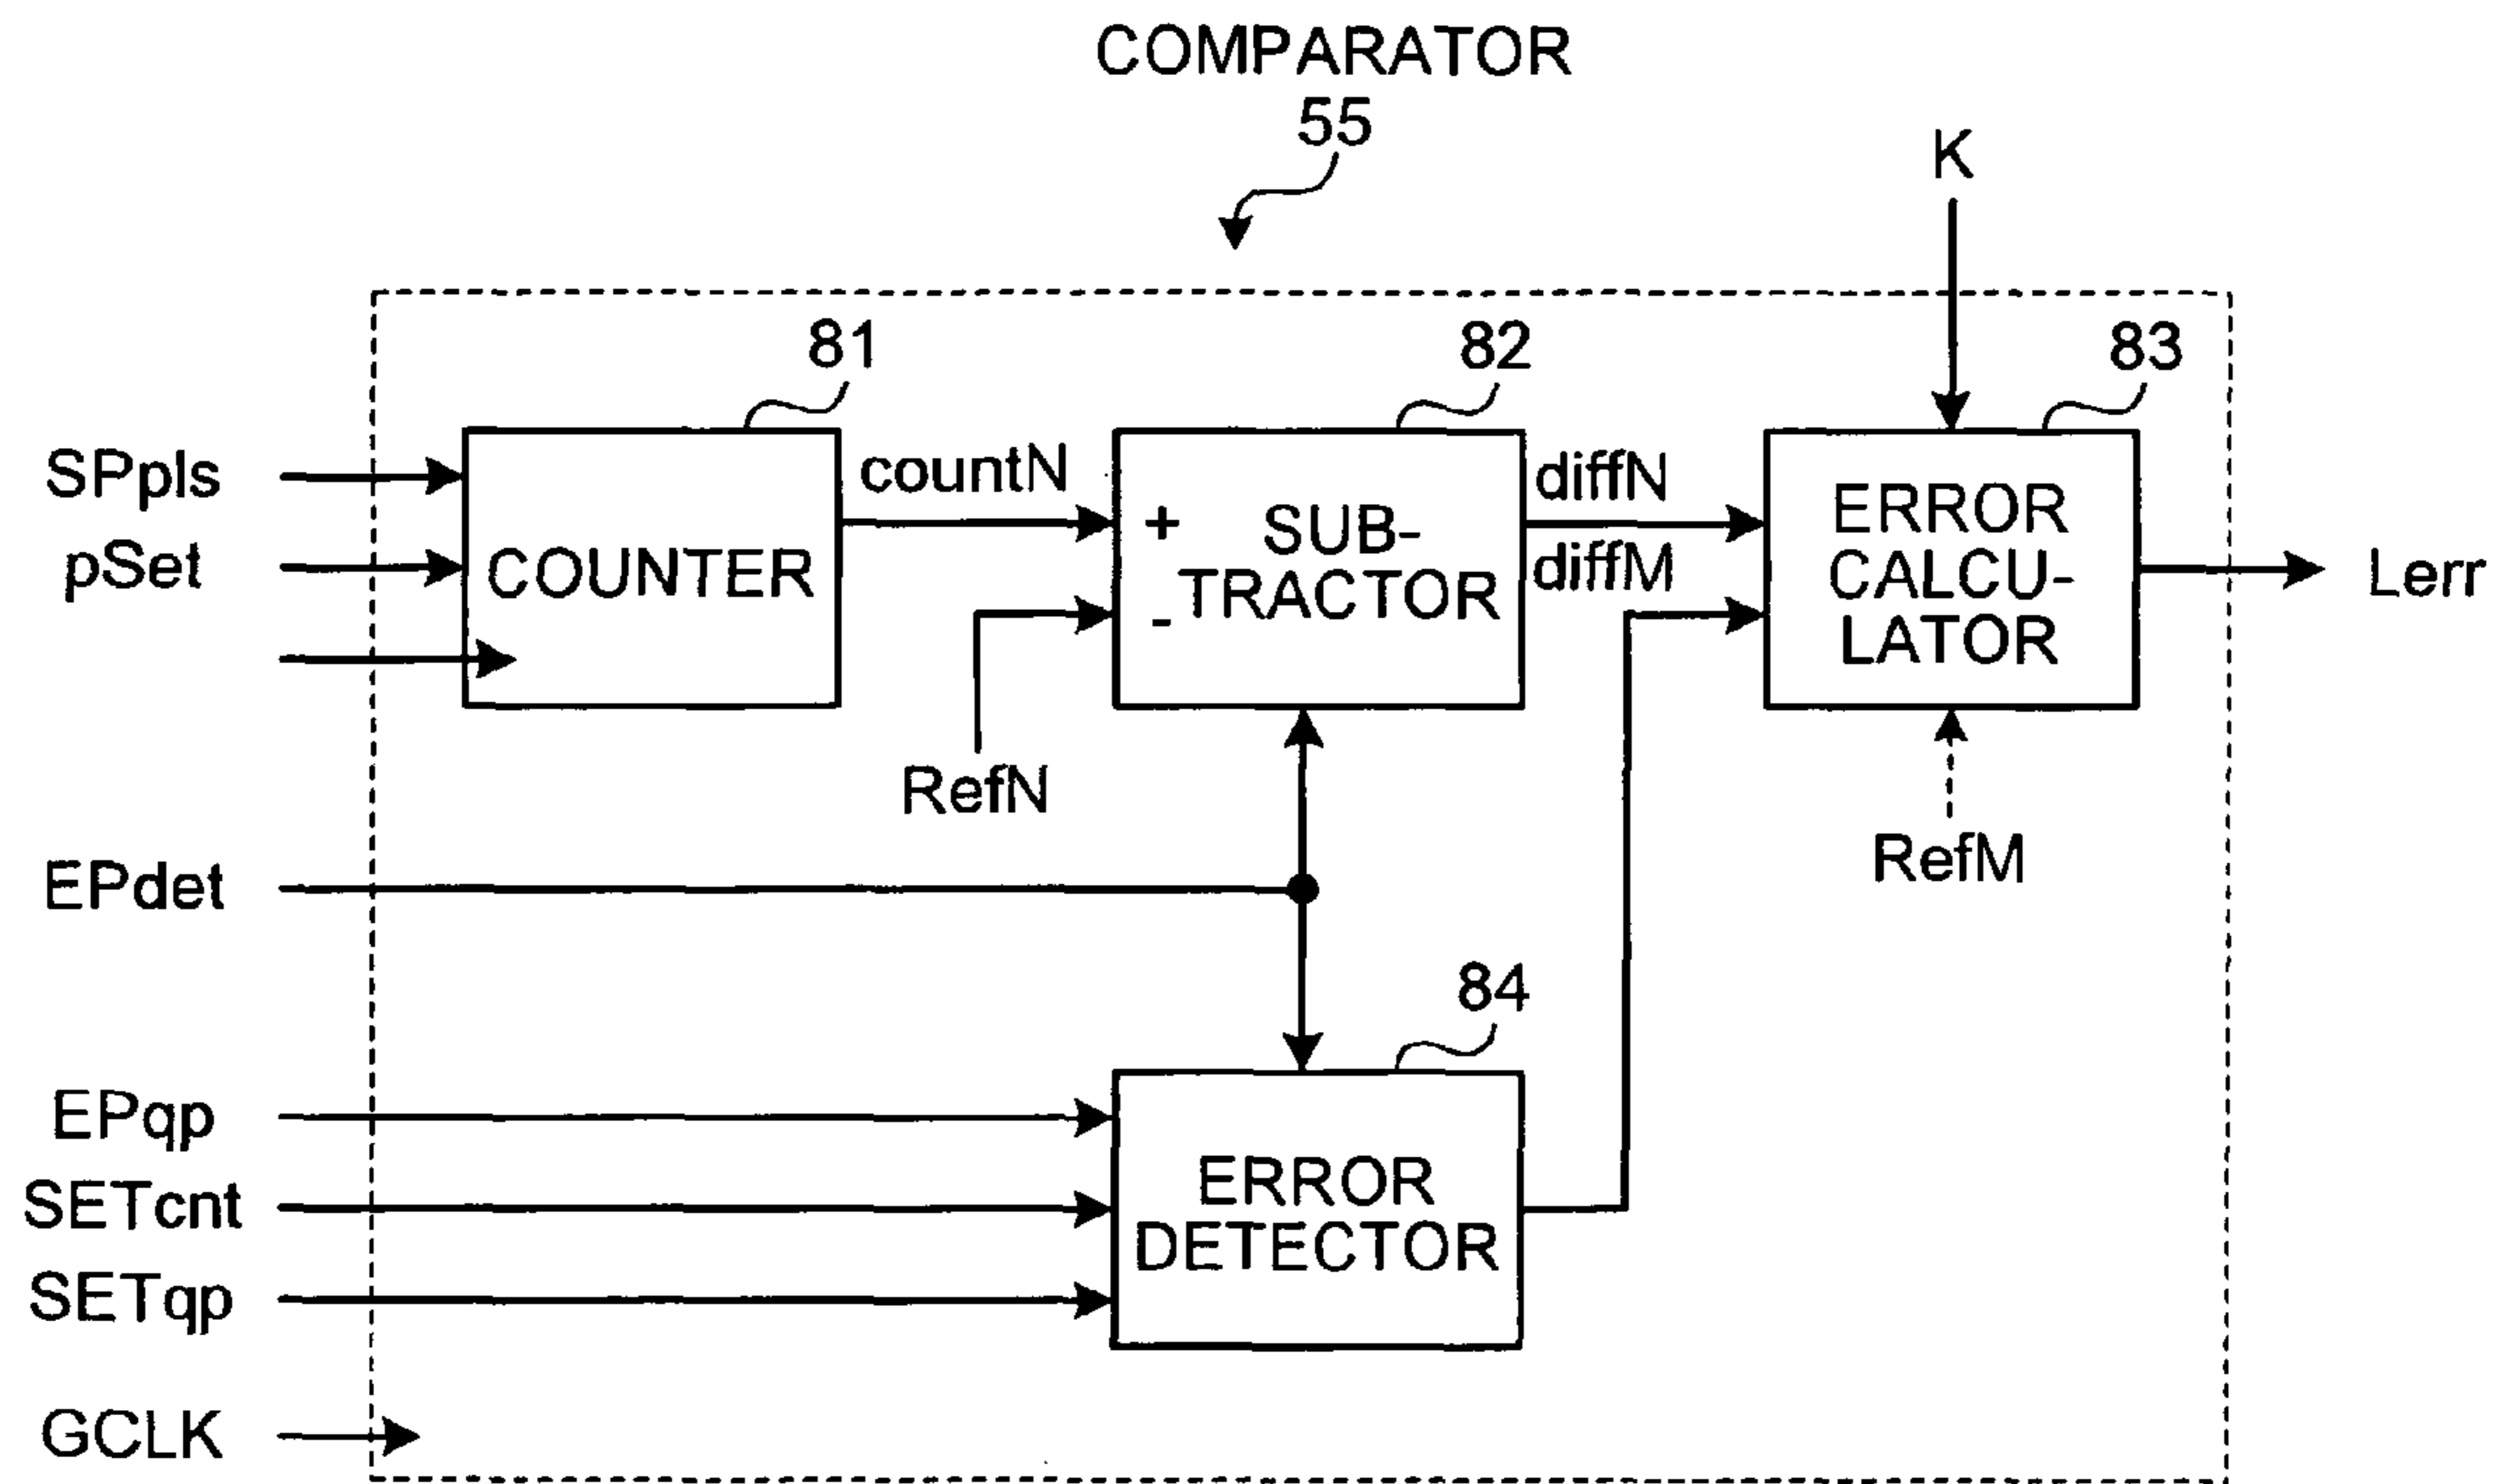 COMPARATOR
55
K
81
82
83
SPpls
pSet
COUNTER
countN
+
-
SUB-
TRACTOR
diffN
diffM
ERROR
CALCU-
LATOR
Lerr
RefN
RefM
EPdet
84
EPqp
SETcnt
SETqp
ERROR
DETECTOR
GCLK